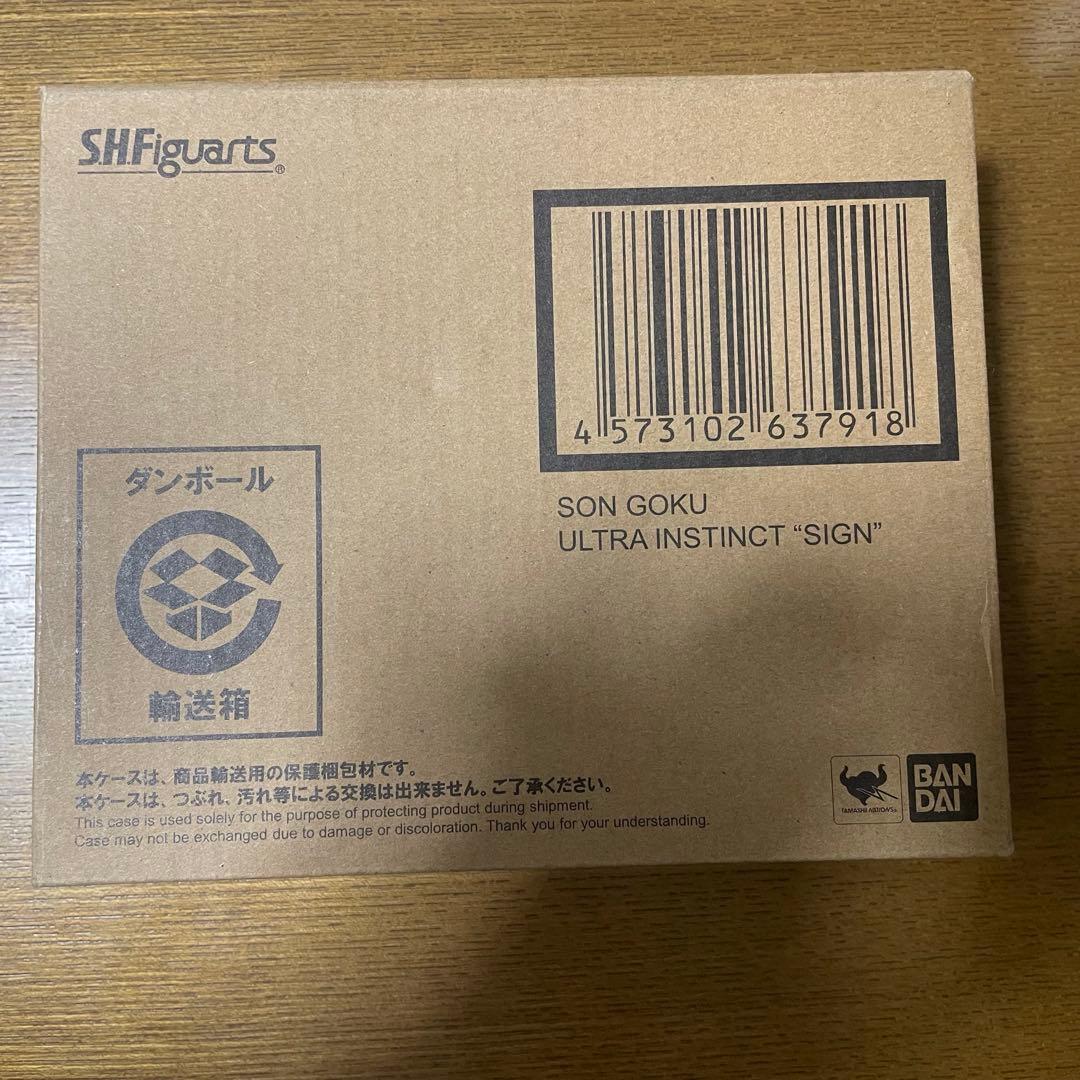 S.H.Figuarts®
4 573102 637918
SON GOKU
ULTRA INSTINCT “SIGN”
ダンボール
輸送箱
本ケースは、商品輸送用の保護梱包材です。
本ケースは、つぶれ、汚れ等による交換は出来ません。ご了承ください。
This case is used solely for the purpose of protecting product during shipment.
Case may not be exchanged due to damage or discoloration. Thank you for your understanding.
TAMASHII NATIONS
BAN
DAI